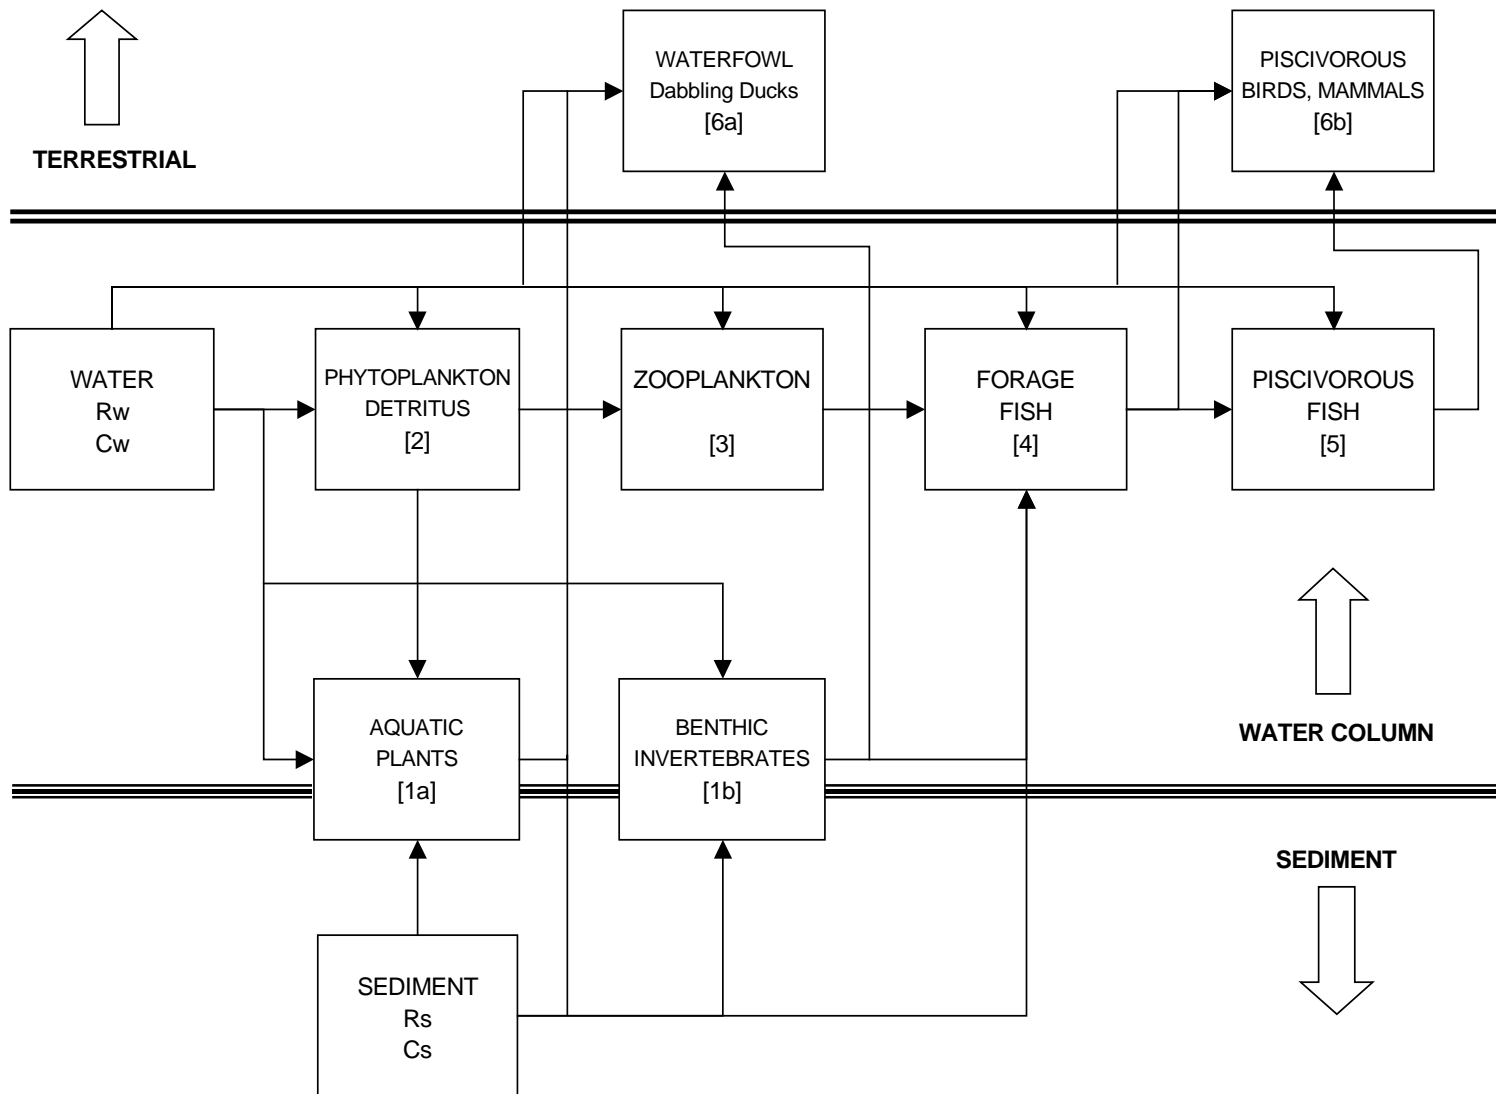 WATERFOWL
Dabbling Ducks
[6a]
PISCIVOROUS
BIRDS, MAMMALS
[6b]
TERRESTRIAL
WATER
Rw
Cw
PHYTOPLANKTON
DETRITUS
[2]
ZOOPLANKTON
[3]
FORAGE
FISH
[4]
PISCIVOROUS
FISH
[5]
AQUATIC
PLANTS
[1a]
BENTHIC
INVERTEBRATES
[1b]
WATER COLUMN
SEDIMENT
SEDIMENT
Rs
Cs